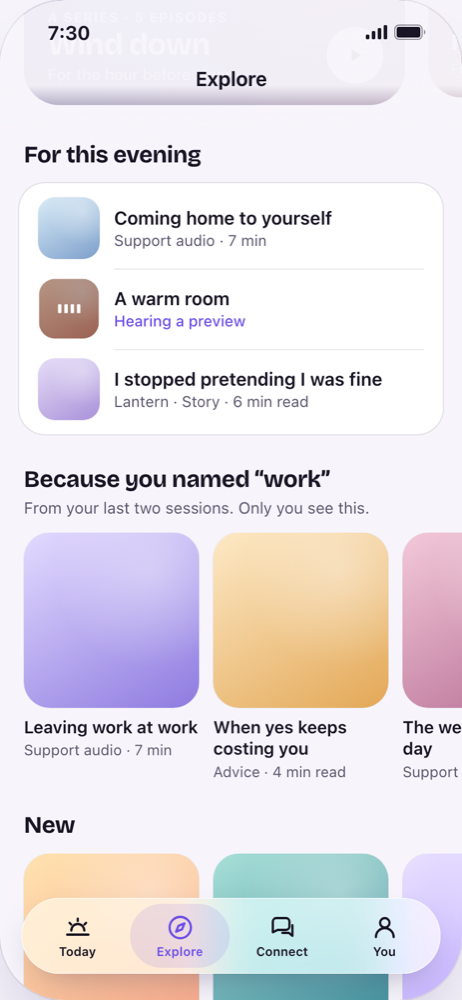 7:30
A SERIES · 5 EPISODES
Wind down
For the hour before
Explore
For this evening
Coming home to yourself
Support audio · 7 min
A warm room
Hearing a preview
I stopped pretending I was fine
Lantern · Story · 6 min read
Because you named “work”
From your last two sessions. Only you see this.
Leaving work at work
Support audio · 7 min
When yes keeps
costing you
Advice · 4 min read
The we
day
Support
New
Today
Explore
Connect
You